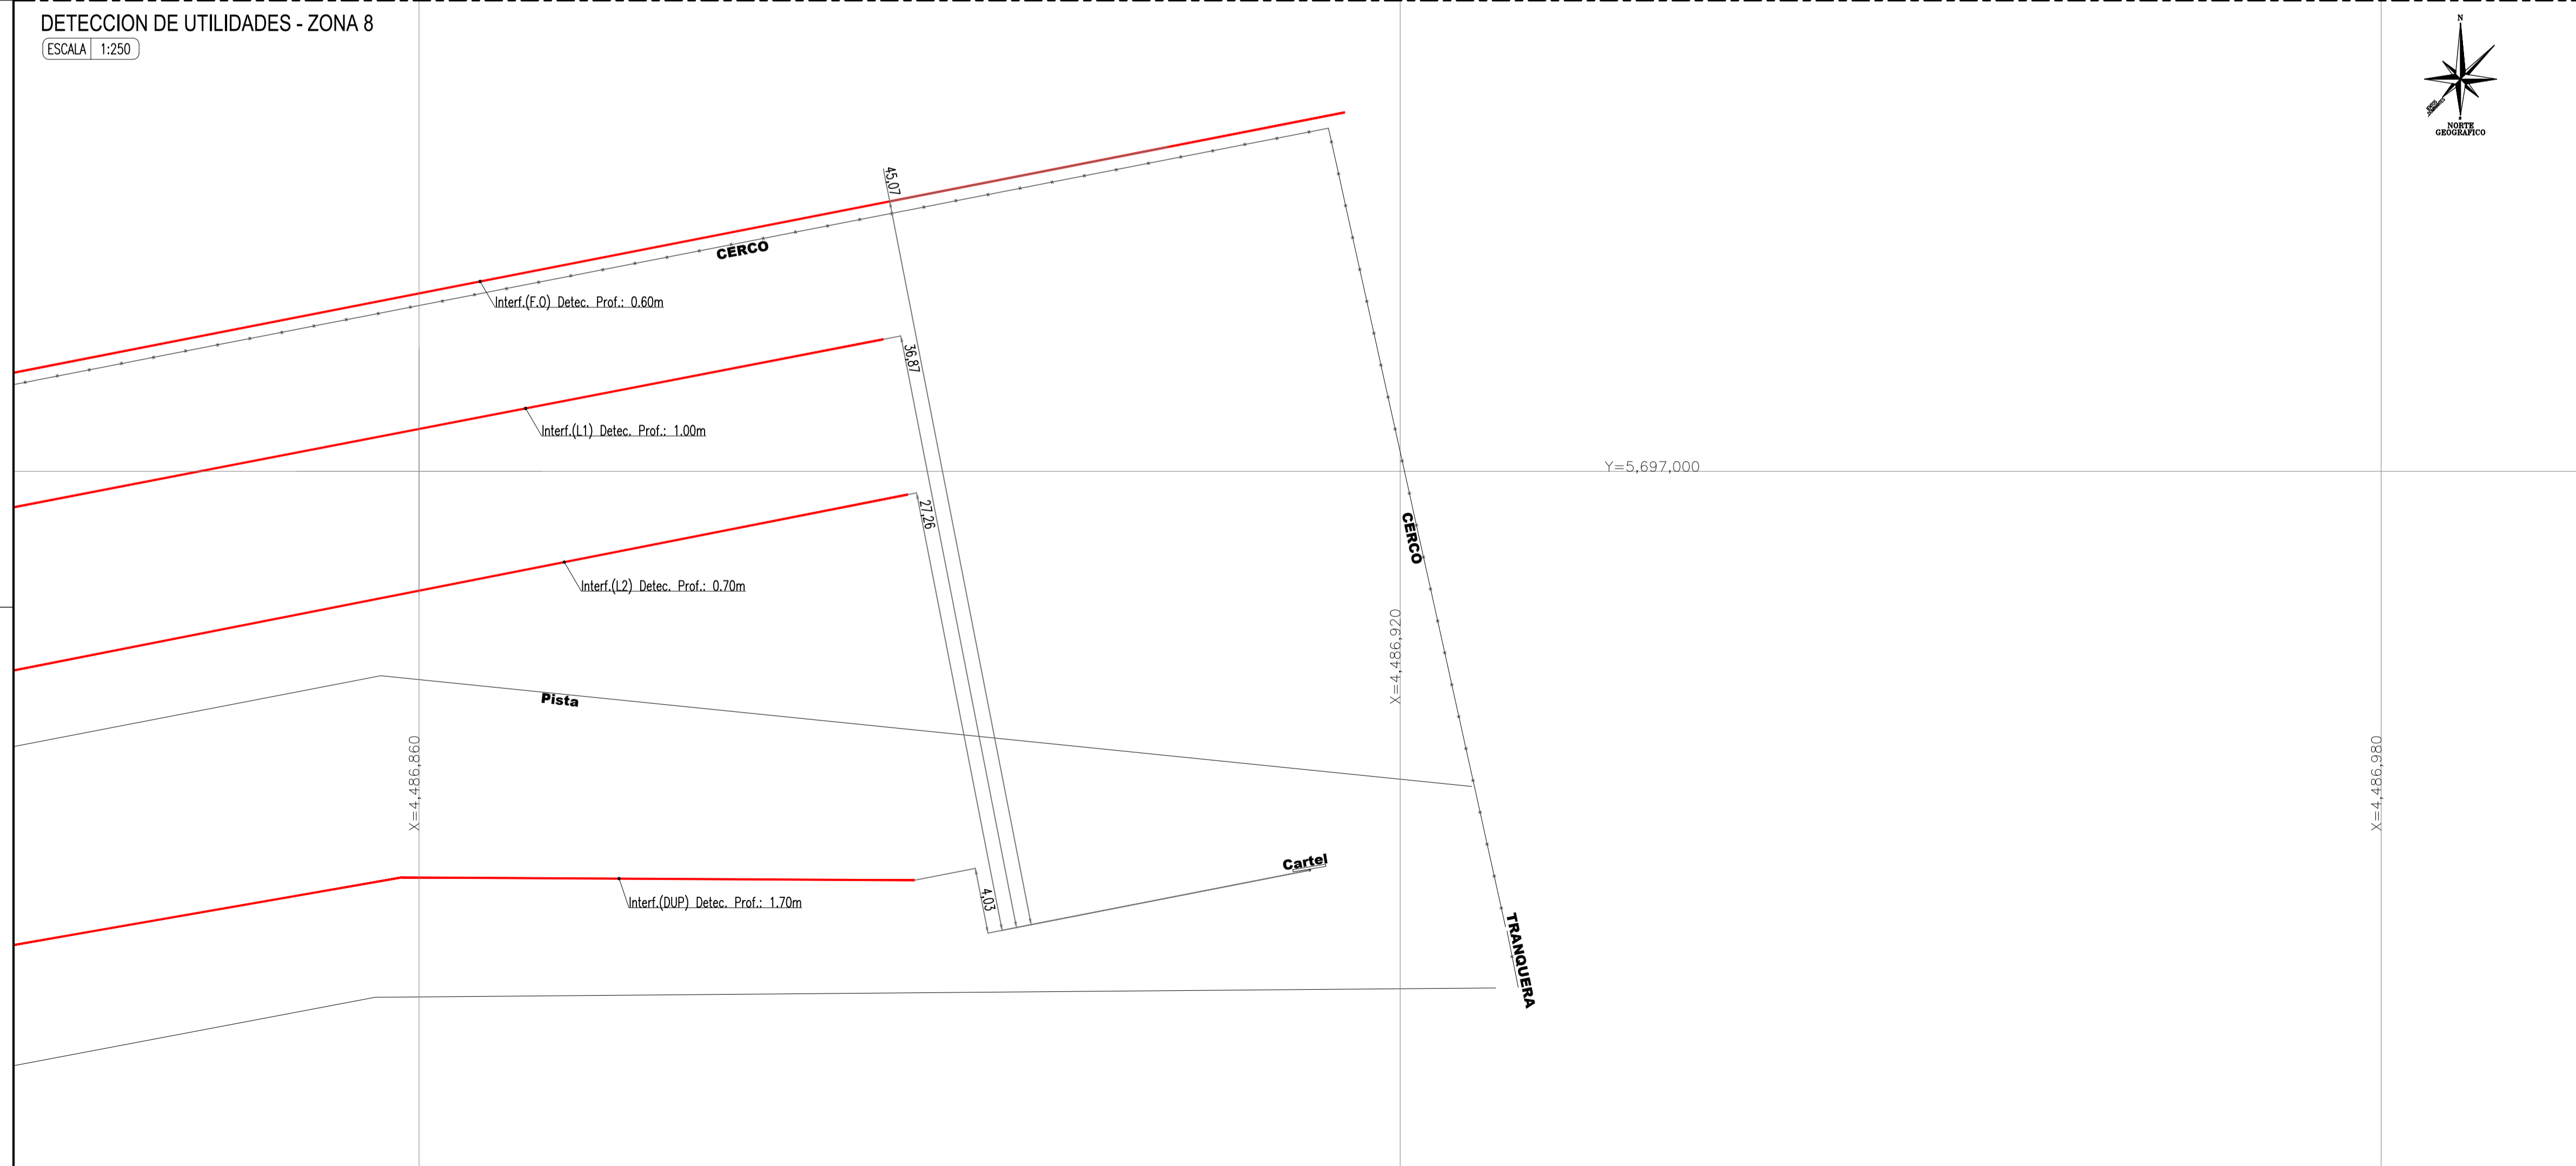 DETECCION DE UTILIDADES - ZONA 8
ESCALA 1:250
N
NORTE
GEOGRAFICO
45,07
CERCO
Interf.(F.O) Detec. Prof.: 0.60m
36,87
Interf.(L1) Detec. Prof.: 1.00m
Y=5,697,000
27,26
CERCO
Interf.(L2) Detec. Prof.: 0.70m
X=4,486,920
Pista
X=4,486,860
X=4,486,980
Cartel
4,03
Interf.(DUP) Detec. Prof.: 1.70m
TRANQUERA